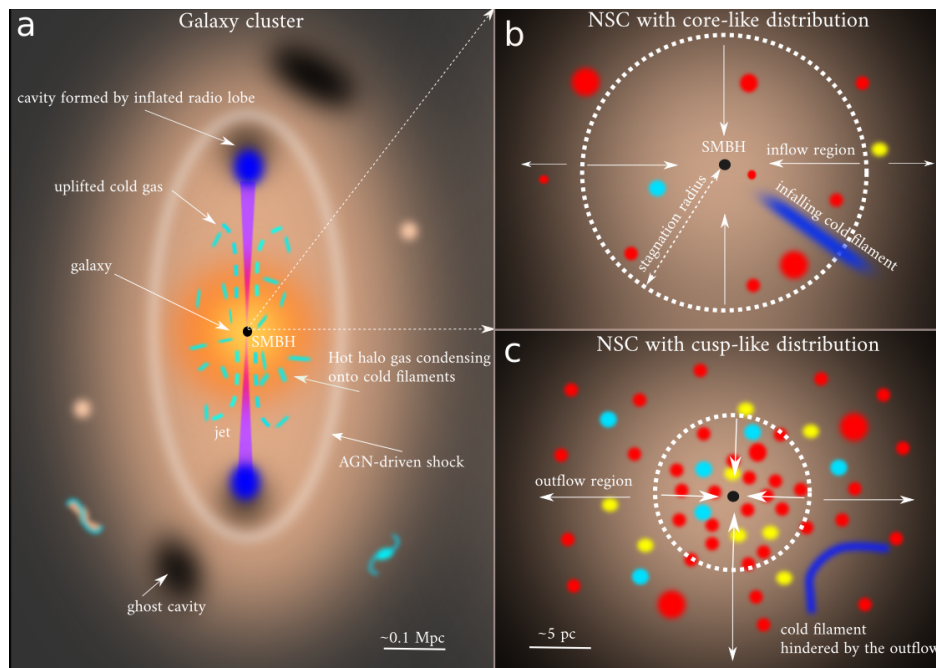 a
Galaxy cluster
cavity formed by inflated radio lobe
uplifted cold gas
galaxy
SMBH
Hot halo gas condensing
onto cold filaments
jet
AGN-driven shock
ghost cavity
~0.1 Mpc
b
NSC with core-like distribution
SMBH
inflow region
stagnation radius
infalling cold filament
c
NSC with cusp-like distribution
outflow region
~5 pc
cold filament
hindered by the outflow